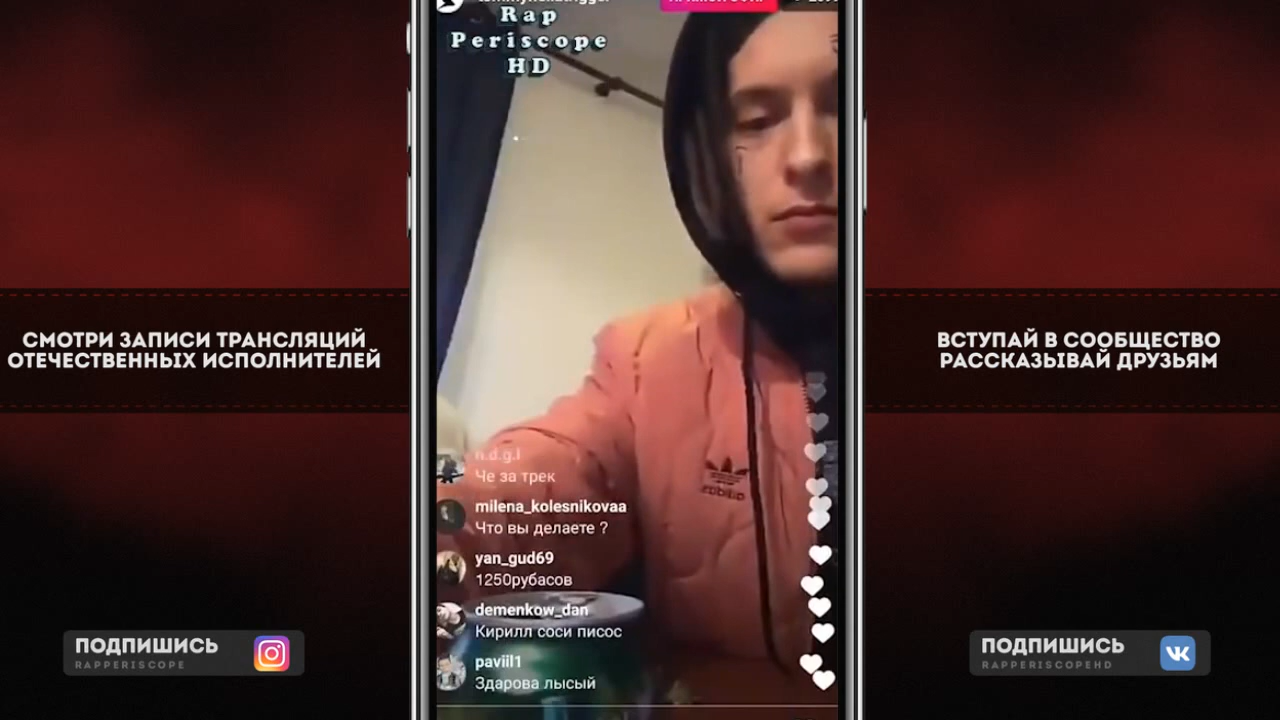 Rap
Periscope
HD
СМОТРИ ЗАПИСИ ТРАНСЛЯЦИЙ
ОТЕЧЕСТВЕННЫХ ИСПОЛНИТЕЛЕЙ
ВСТУПАЙ В СООБЩЕСТВО
РАССКАЗЫВАЙ ДРУЗЬЯМ
n.d.g.l
Че за трек
milena_kolesnikovaa
Что вы делаете ?
yan_gud69
1250рубасов
demenkow_dan
Кирилл соси писос
paviil1
Здарова лысый
ПОДПИШИСЬ
RAPPERISCOPE
ПОДПИШИСЬ
RAPPERISCOPEHD